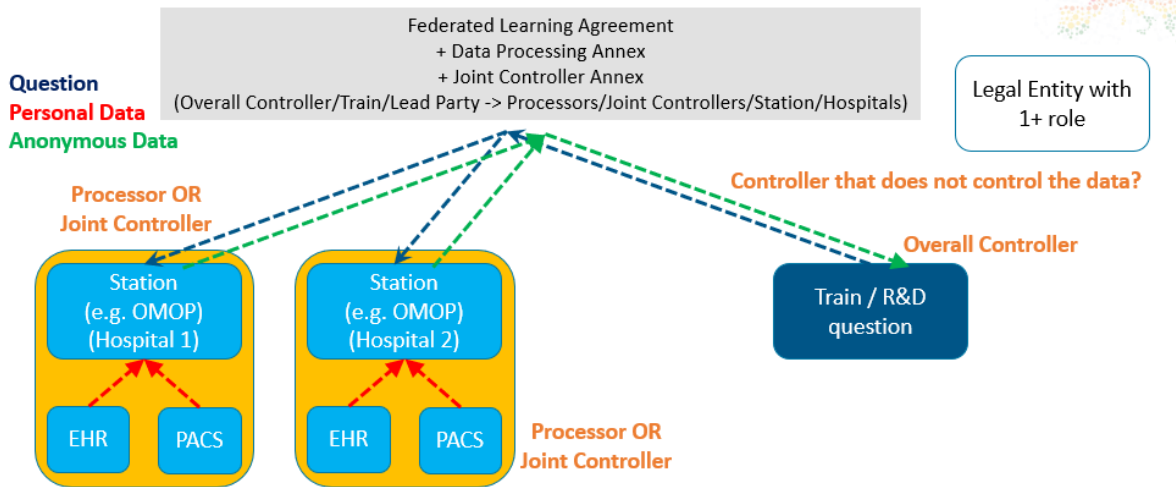 Federated Learning Agreement
+ Data Processing Annex
+ Joint Controller Annex
(Overall Controller/Train/Lead Party -> Processors/Joint Controllers/Station/Hospitals)
Question
Personal Data
Anonymous Data
Legal Entity with
1+ role
Processor OR
Joint Controller
Controller that does not control the data?
Overall Controller
Station
(e.g. OMOP)
(Hospital 1)
Station
(e.g. OMOP)
(Hospital 2)
Train / R&D
question
EHR
PACS
EHR
PACS
Processor OR
Joint Controller